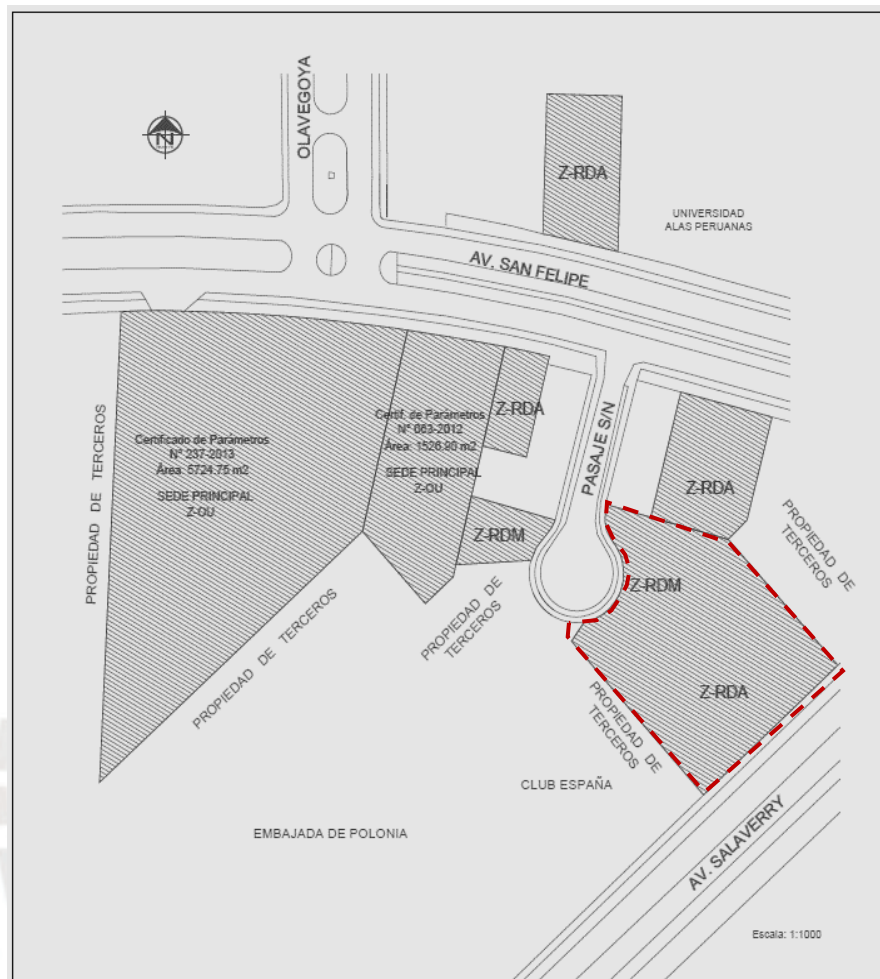 OLAVEGOYA
N
Z-RDA
UNIVERSIDAD
ALAS PERUANAS
AV. SAN FELIPE
PROPIEDAD DE TERCEROS
Certificado de Parámetros
N° 237-2013
Área: 5724.75 m2
SEDE PRINCIPAL
Z-OU
Certif. de Parámetros
N° 063-2012
Área: 1526.90 m2
SEDE PRINCIPAL
Z-OU
Z-RDA
PASAJE S/N
Z-RDA
Z-RDM
PROPIEDAD DE
TERCEROS
PROPIEDAD DE TERCEROS
PROPIEDAD DE
TERCEROS
Z-RDM
Z-RDA
PROPIEDAD DE
TERCEROS
CLUB ESPAÑA
EMBAJADA DE POLONIA
AV. SALAVERRY
Escala: 1:1000